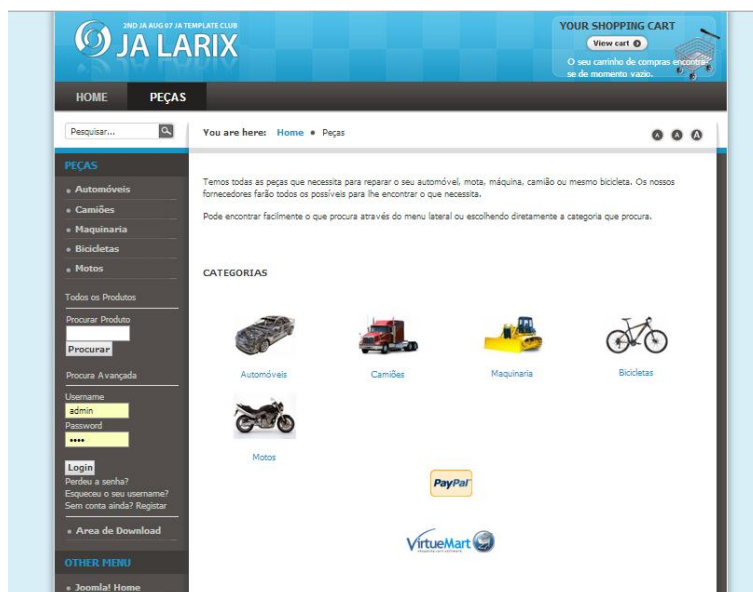 2ND JA AUG 07 JA TEMPLATE CLUB
JA LARIX
YOUR SHOPPING CART
View cart
O seu carrinho de compras encontra-
se de momento vazio.
HOME PEÇAS
Pesquisar...
You are here: Home • Peças
A A A
PEÇAS
Automóveis
Camiões
Maquinaria
Bicicletas
Motos
Todos os Produtos
Procurar Produto
Procurar
Procura Avançada
Username
admin
Password
••••
Login
Perdeu a senha?
Esqueceu o seu username?
Sem conta ainda? Registar
Area de Download
OTHER MENU
Joomla! Home
Temos todas as peças que necessita para reparar o seu automóvel, mota, máquina, camião ou mesmo bicicleta. Os nossos
fornecedores farão todos os possíveis para lhe encontrar o que necessita.
Pode encontrar facilmente o que procura através do menu lateral ou escolhendo diretamente a categoria que procura.
CATEGORIAS
Automóveis
Camiões
Maquinaria
Bicicletas
Motos
PayPal
VirtueMart